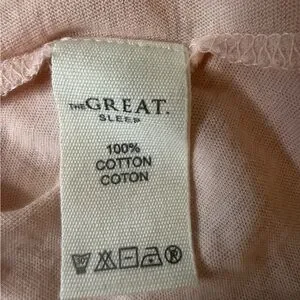 THE GREAT.
SLEEP
100%
COTTON
COTON